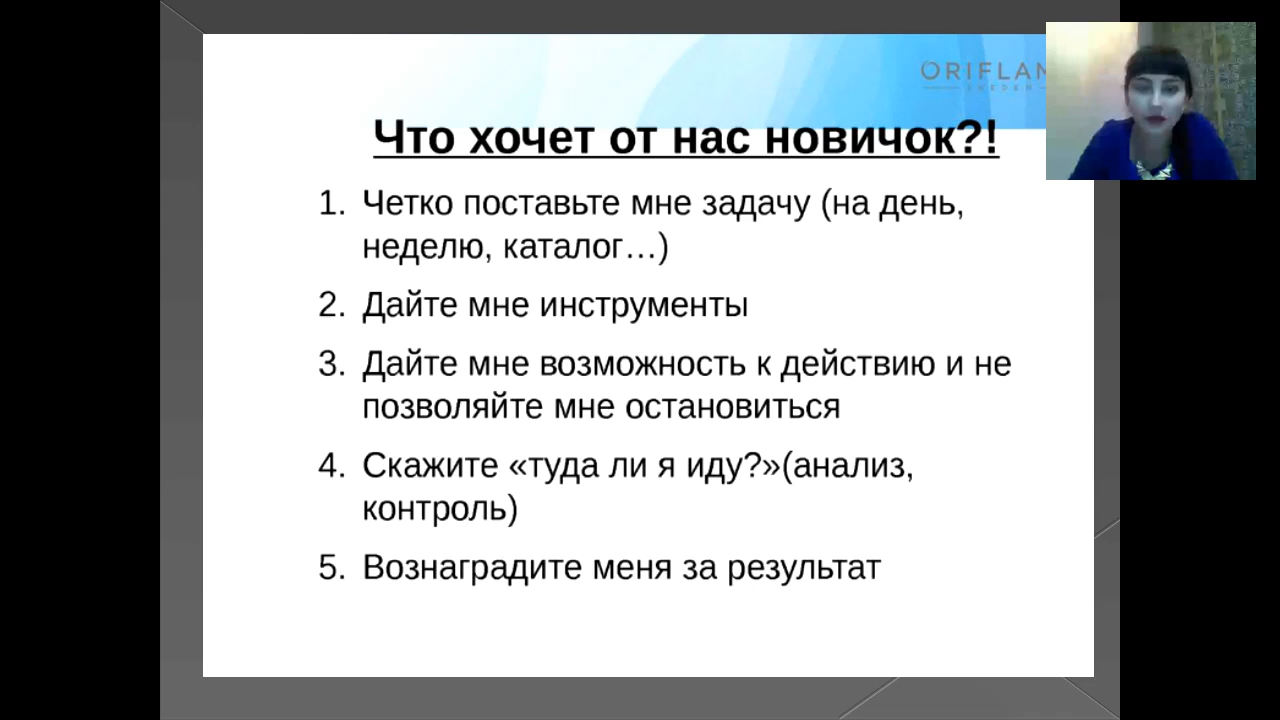 ORIFLAM
SWEDEN
Что хочет от нас новичок?!
1. Четко поставьте мне задачу (на день,
неделю, каталог…)
2. Дайте мне инструменты
3. Дайте мне возможность к действию и не
позволяйте мне остановиться
4. Скажите «туда ли я иду?»(анализ,
контроль)
5. Вознаградите меня за результат